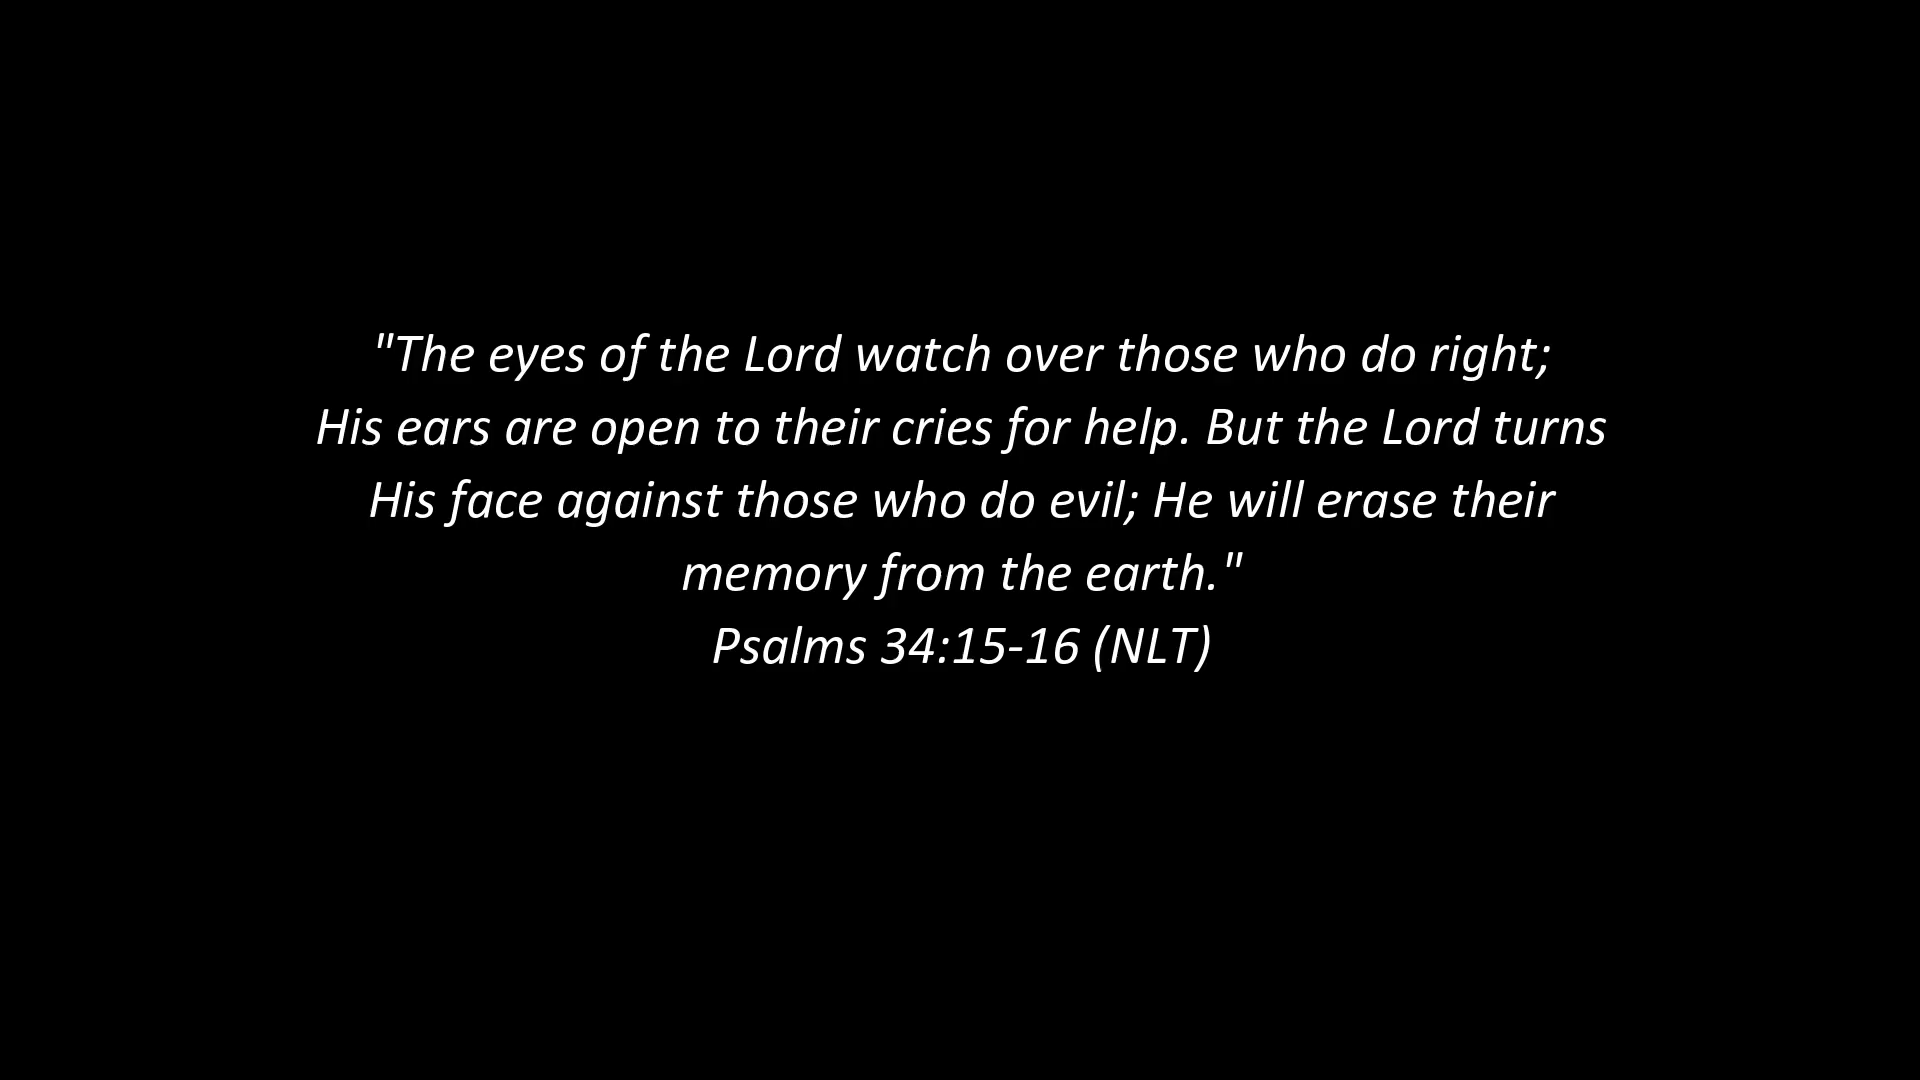 "The eyes of the Lord watch over those who do right;
His ears are open to their cries for help. But the Lord turns
His face against those who do evil; He will erase their
memory from the earth."
Psalms 34:15-16 (NLT)